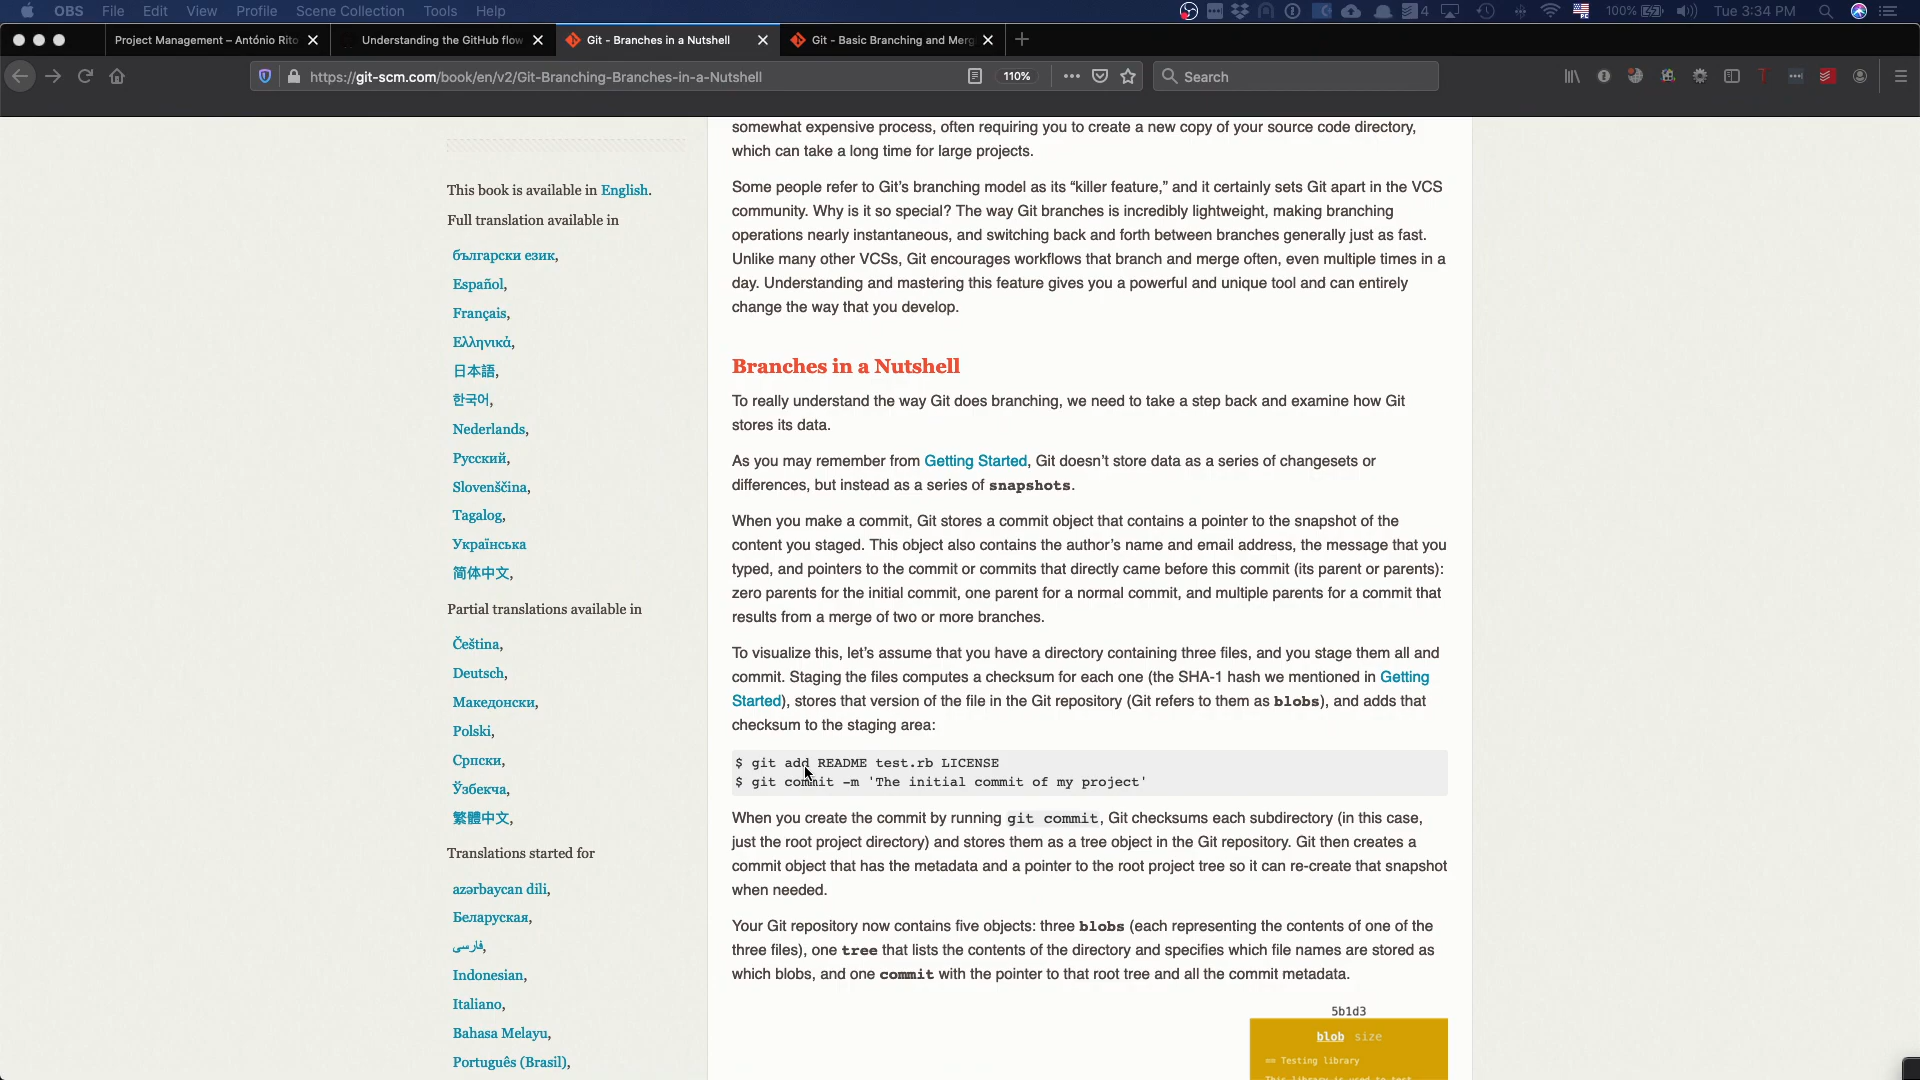 OBS File Edit View Profile Scene Collection Tools Help 4 100% Tue 3:34 PM
Project Management – António Rito
Understanding the GitHub flow
Git - Branches in a Nutshell
Git - Basic Branching and Mer
https://git-scm.com/book/en/v2/Git-Branching-Branches-in-a-Nutshell
110%
Search
This book is available in English.
Full translation available in
български език,
Español,
Français,
Ελληνικά,
日本語,
한국어,
Nederlands,
Русский,
Slovenščina,
Tagalog,
Українська
简体中文,
Partial translations available in
Čeština,
Deutsch,
Македонски,
Polski,
Српски,
Ўзбекча,
繁體中文,
Translations started for
azərbaycan dili,
Беларуская,
فارسی,
Indonesian,
Italiano,
Bahasa Melayu,
Português (Brasil),
somewhat expensive process, often requiring you to create a new copy of your source code directory,
which can take a long time for large projects.
Some people refer to Git’s branching model as its “killer feature,” and it certainly sets Git apart in the VCS
community. Why is it so special? The way Git branches is incredibly lightweight, making branching
operations nearly instantaneous, and switching back and forth between branches generally just as fast.
Unlike many other VCSs, Git encourages workflows that branch and merge often, even multiple times in a
day. Understanding and mastering this feature gives you a powerful and unique tool and can entirely
change the way that you develop.
Branches in a Nutshell
To really understand the way Git does branching, we need to take a step back and examine how Git
stores its data.
As you may remember from Getting Started, Git doesn’t store data as a series of changesets or
differences, but instead as a series of snapshots.
When you make a commit, Git stores a commit object that contains a pointer to the snapshot of the
content you staged. This object also contains the author’s name and email address, the message that you
typed, and pointers to the commit or commits that directly came before this commit (its parent or parents):
zero parents for the initial commit, one parent for a normal commit, and multiple parents for a commit that
results from a merge of two or more branches.
To visualize this, let’s assume that you have a directory containing three files, and you stage them all and
commit. Staging the files computes a checksum for each one (the SHA-1 hash we mentioned in Getting
Started), stores that version of the file in the Git repository (Git refers to them as blobs), and adds that
checksum to the staging area:
$ git add README test.rb LICENSE
$ git commit -m 'The initial commit of my project'
When you create the commit by running git commit, Git checksums each subdirectory (in this case,
just the root project directory) and stores them as a tree object in the Git repository. Git then creates a
commit object that has the metadata and a pointer to the root project tree so it can re-create that snapshot
when needed.
Your Git repository now contains five objects: three blobs (each representing the contents of one of the
three files), one tree that lists the contents of the directory and specifies which file names are stored as
which blobs, and one commit with the pointer to that root tree and all the commit metadata.
5b1d3
blob size
== Testing library
This library is used to test